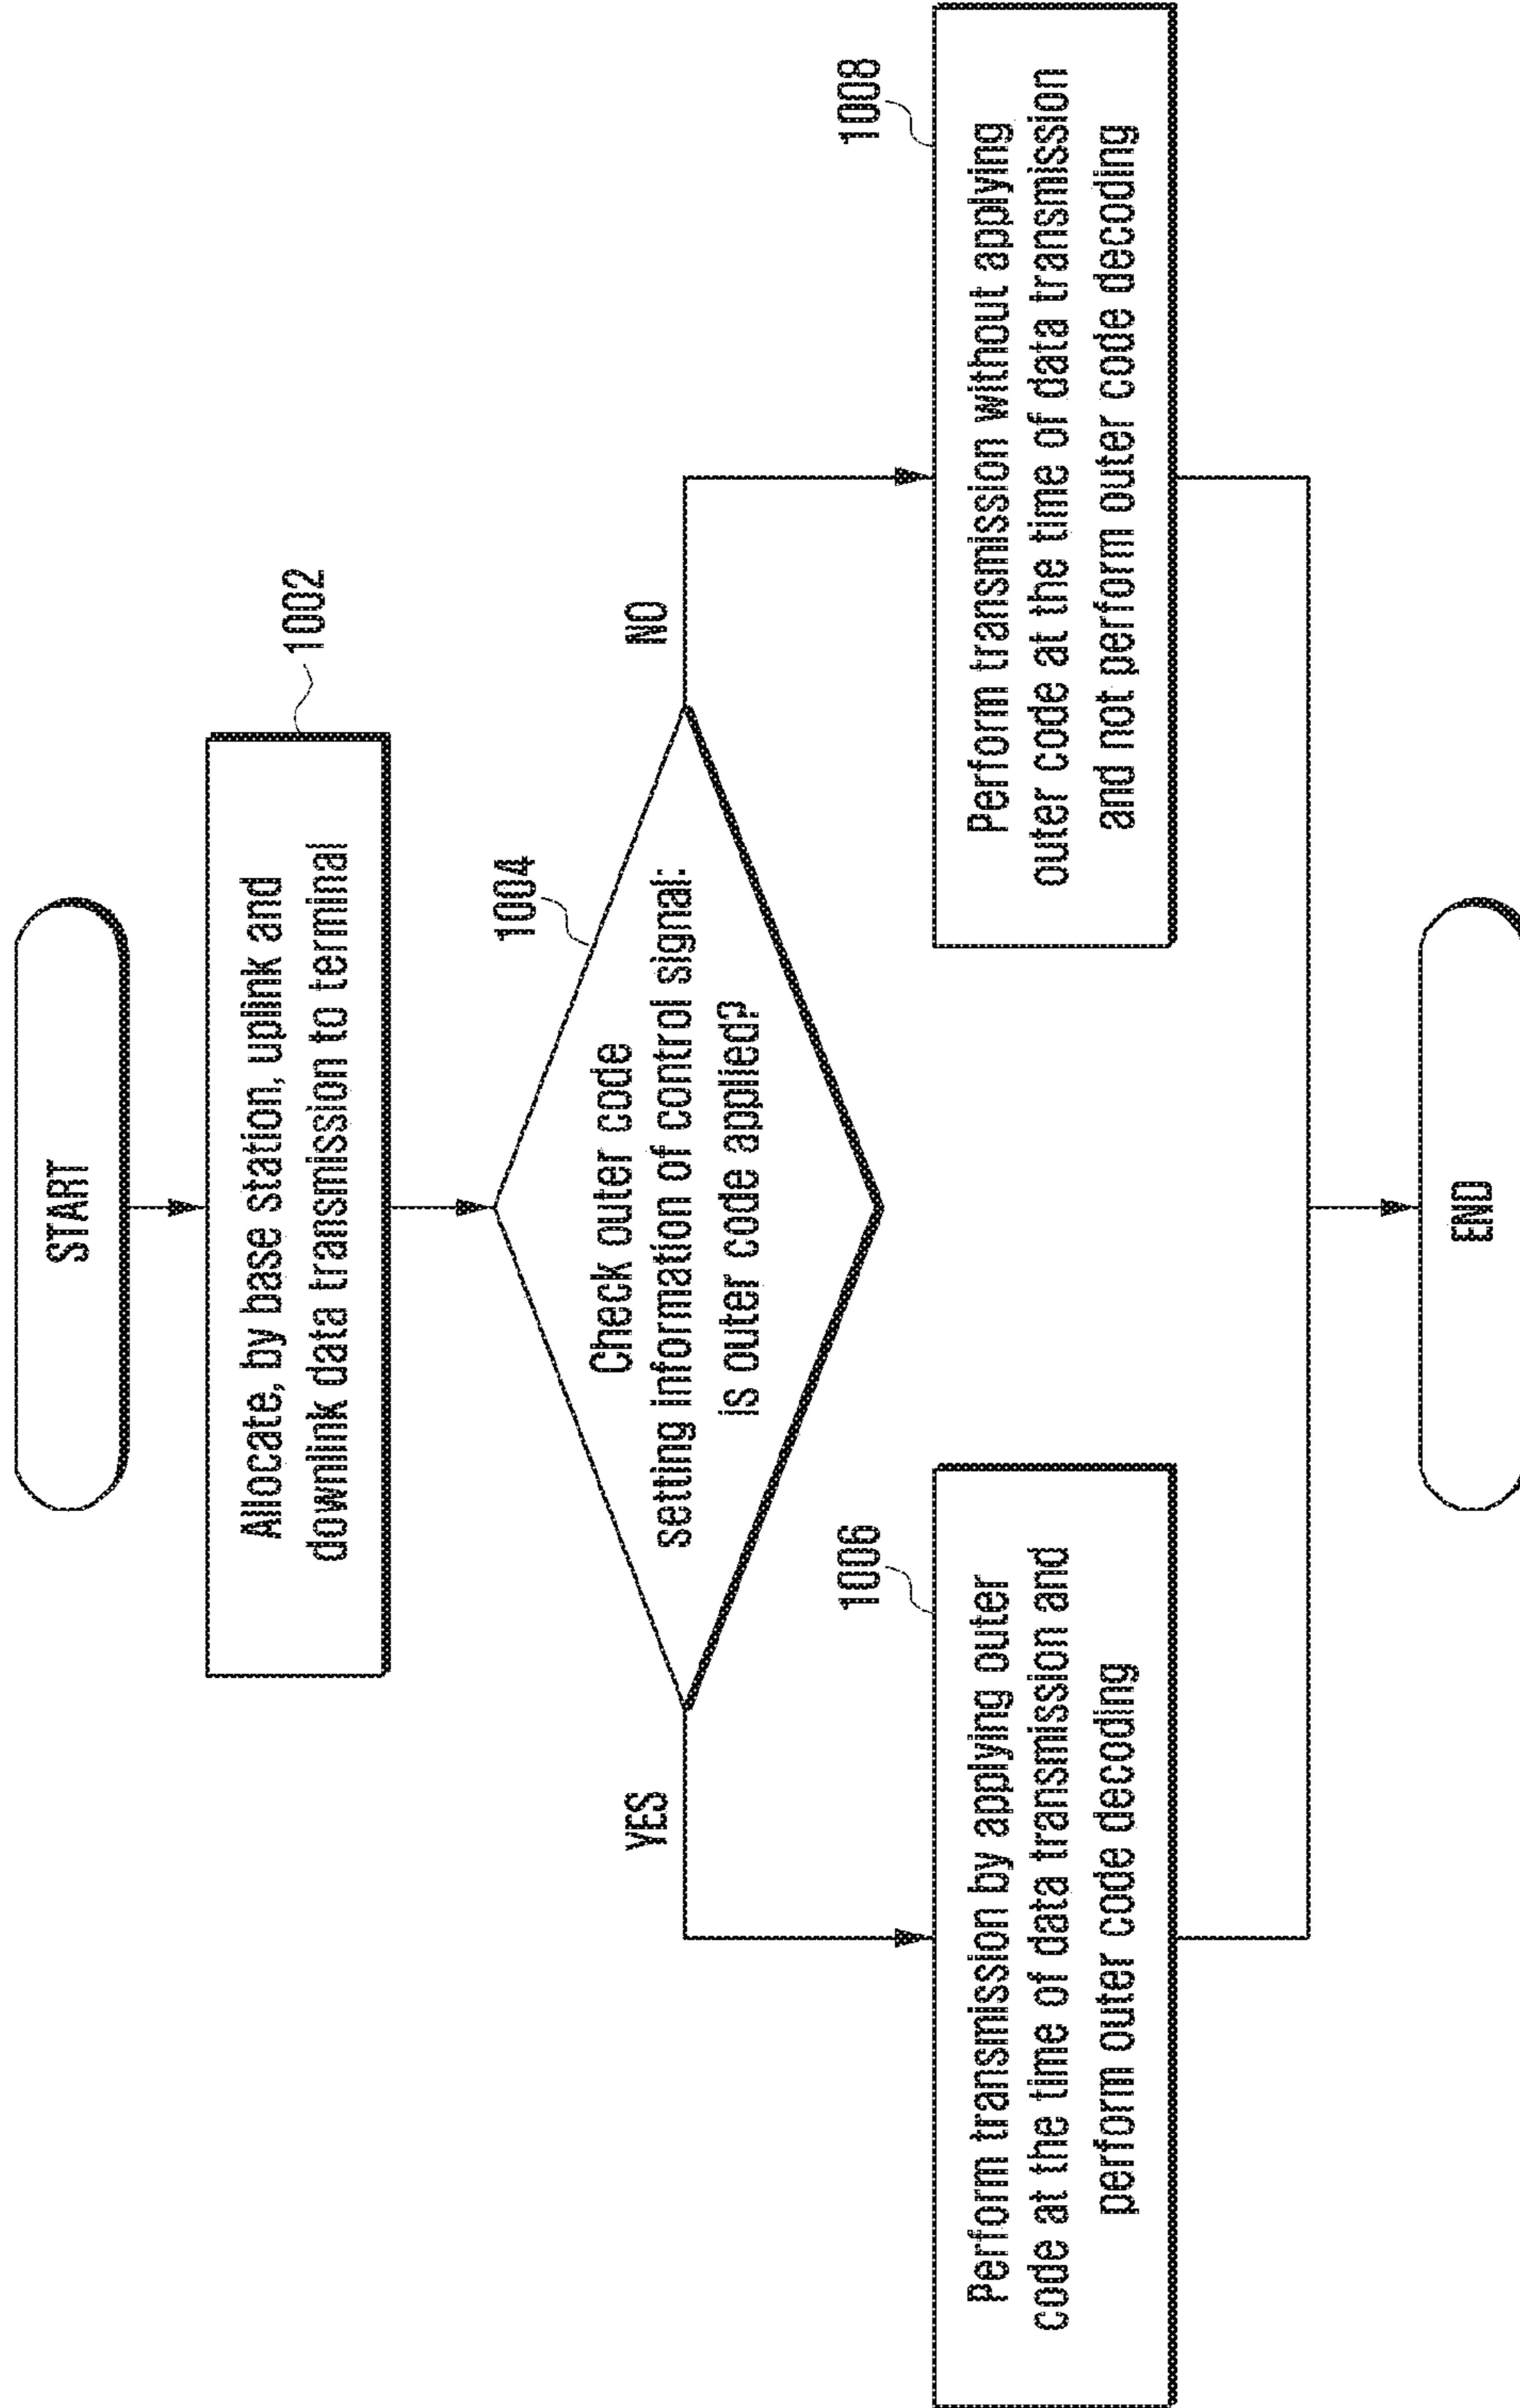 START
1002
Allocate, by base station, uplink and
downlink data transmission to terminal
1004
Check outer code
setting information of control signal:
is outer code applied?
YES
NO
1006
Perform transmission by applying outer
code at the time of data transmission and
perform outer code decoding
1008
Perform transmission without applying
outer code at the time of data transmission
and not perform outer code decoding
END